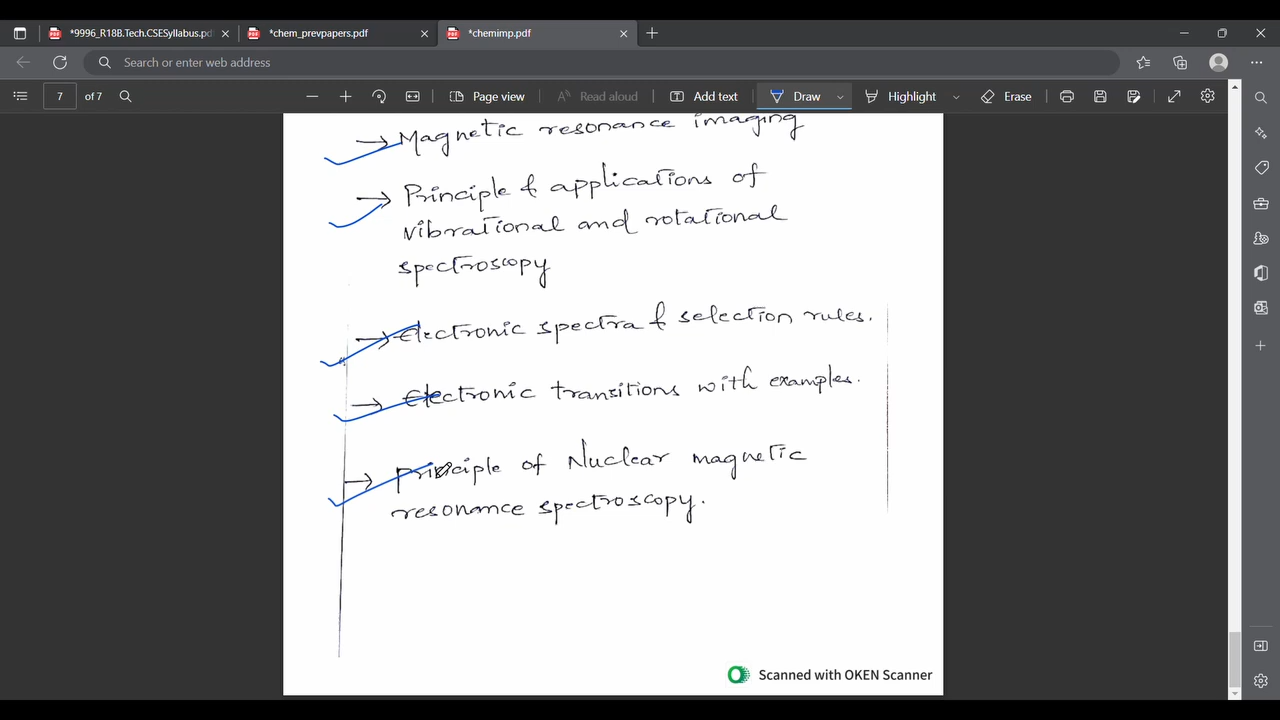 *9996_R18B.Tech.CSESyllabus.pd
*chem_prevpapers.pdf
*chemimp.pdf
Search or enter web address
7 of 7
Page view
Read aloud
Add text
Draw
Highlight
Erase
→ Magnetic resonance imaging
→ Principle & applications of
vibrational and rotational
spectroscopy
→ Electronic spectra & selection rules.
→ Electronic transitions with examples.
→ Principle of Nuclear magnetic
resonance spectroscopy.
Scanned with OKEN Scanner